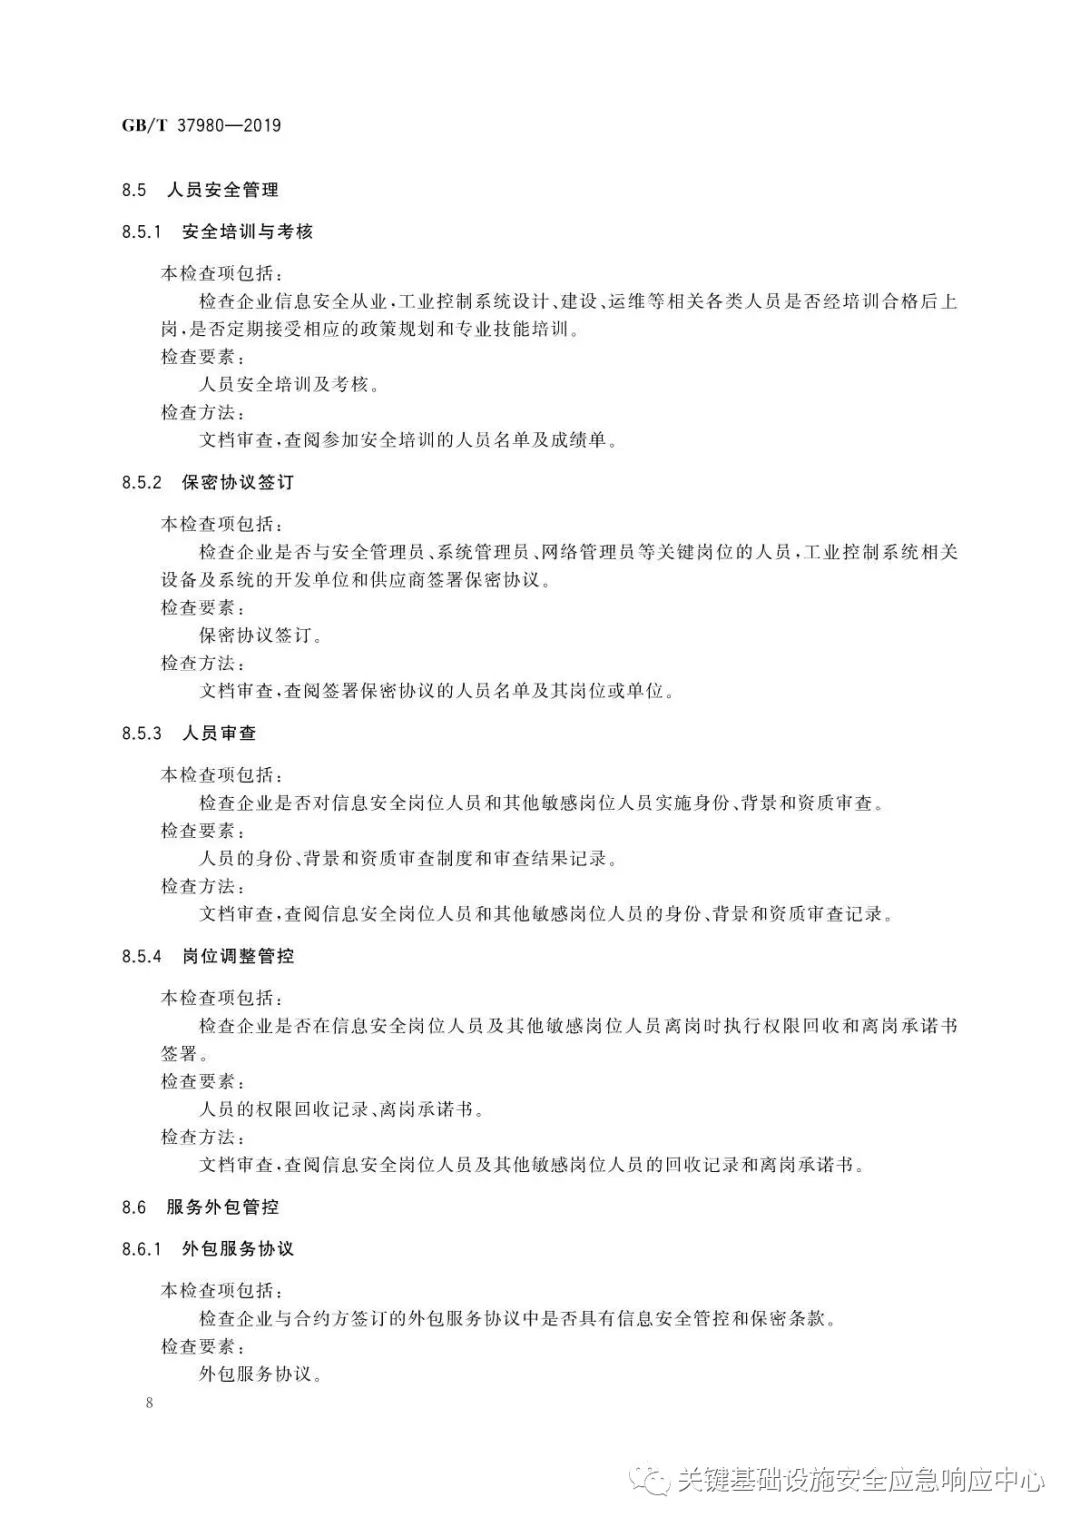 GB/T 37980—2019
8.5 人员安全管理
8.5.1 安全培训与考核
本检查项包括:
检查企业信息安全从业,工业控制系统设计、建设、运维等相关各类人员是否经培训合格后上
岗,是否定期接受相应的政策规划和专业技能培训。
检查要素:
人员安全培训及考核。
检查方法:
文档审查,查阅参加安全培训的人员名单及成绩单。
8.5.2 保密协议签订
本检查项包括:
检查企业是否与安全管理员、系统管理员、网络管理员等关键岗位的人员,工业控制系统相关
设备及系统的开发单位和供应商签署保密协议。
检查要素:
保密协议签订。
检查方法:
文档审查,查阅签署保密协议的人员名单及其岗位或单位。
8.5.3 人员审查
本检查项包括:
检查企业是否对信息安全岗位人员和其他敏感岗位人员实施身份、背景和资质审查。
检查要素:
人员的身份、背景和资质审查制度和审查结果记录。
检查方法:
文档审查,查阅信息安全岗位人员和其他敏感岗位人员的身份、背景和资质审查记录。
8.5.4 岗位调整管控
本检查项包括:
检查企业是否在信息安全岗位人员及其他敏感岗位人员离岗时执行权限回收和离岗承诺书
签署。
检查要素:
人员的权限回收记录、离岗承诺书。
检查方法:
文档审查,查阅信息安全岗位人员及其他敏感岗位人员的回收记录和离岗承诺书。
8.6 服务外包管控
8.6.1 外包服务协议
本检查项包括:
检查企业与合约方签订的外包服务协议中是否具有信息安全管控和保密条款。
检查要素:
外包服务协议。
8
关键基础设施安全应急响应中心